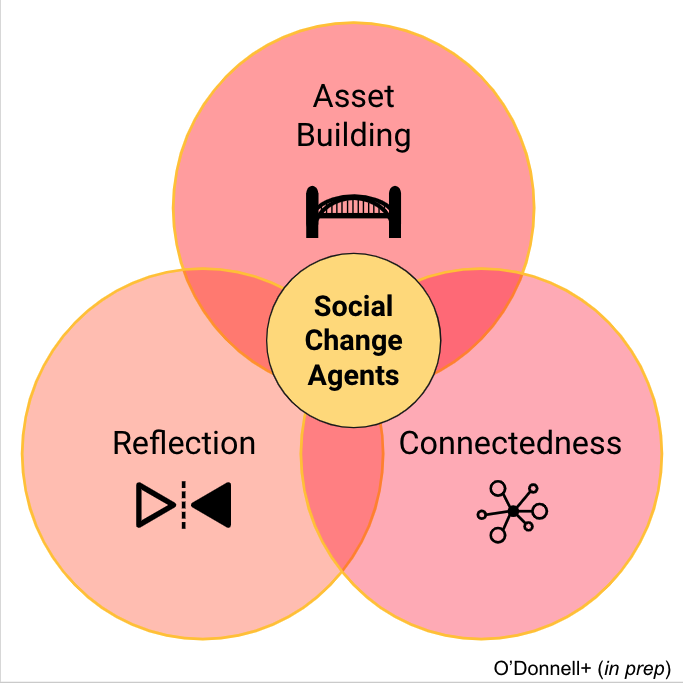 Asset
Building
Social
Change
Agents
Reflection
Connectedness
O’Donnell+ (in prep)